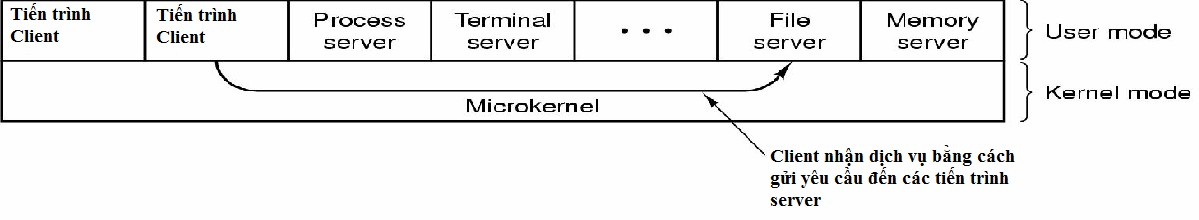 Tiến trình
Client
Tiến trình
Client
Process
server
Terminal
server
• • •
File
server
Memory
server
User mode
Microkernel
Kernel mode
Client nhận dịch vụ bằng cách
gửi yêu cầu đến các tiến trình
server